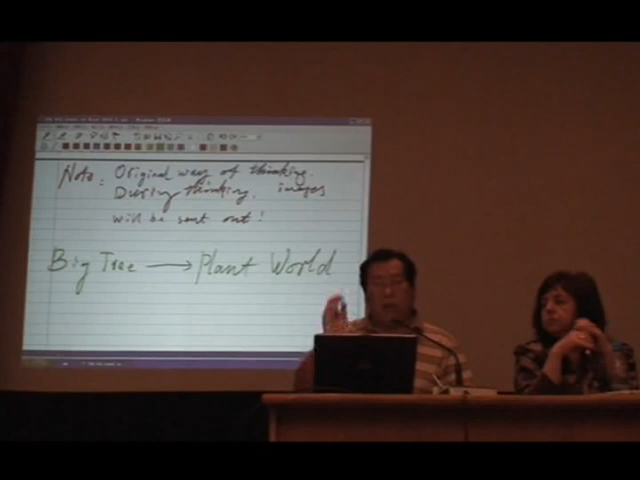 Note: Original way of thinking.
During thinking, images
will be sent out!
Big Tree → Plant World